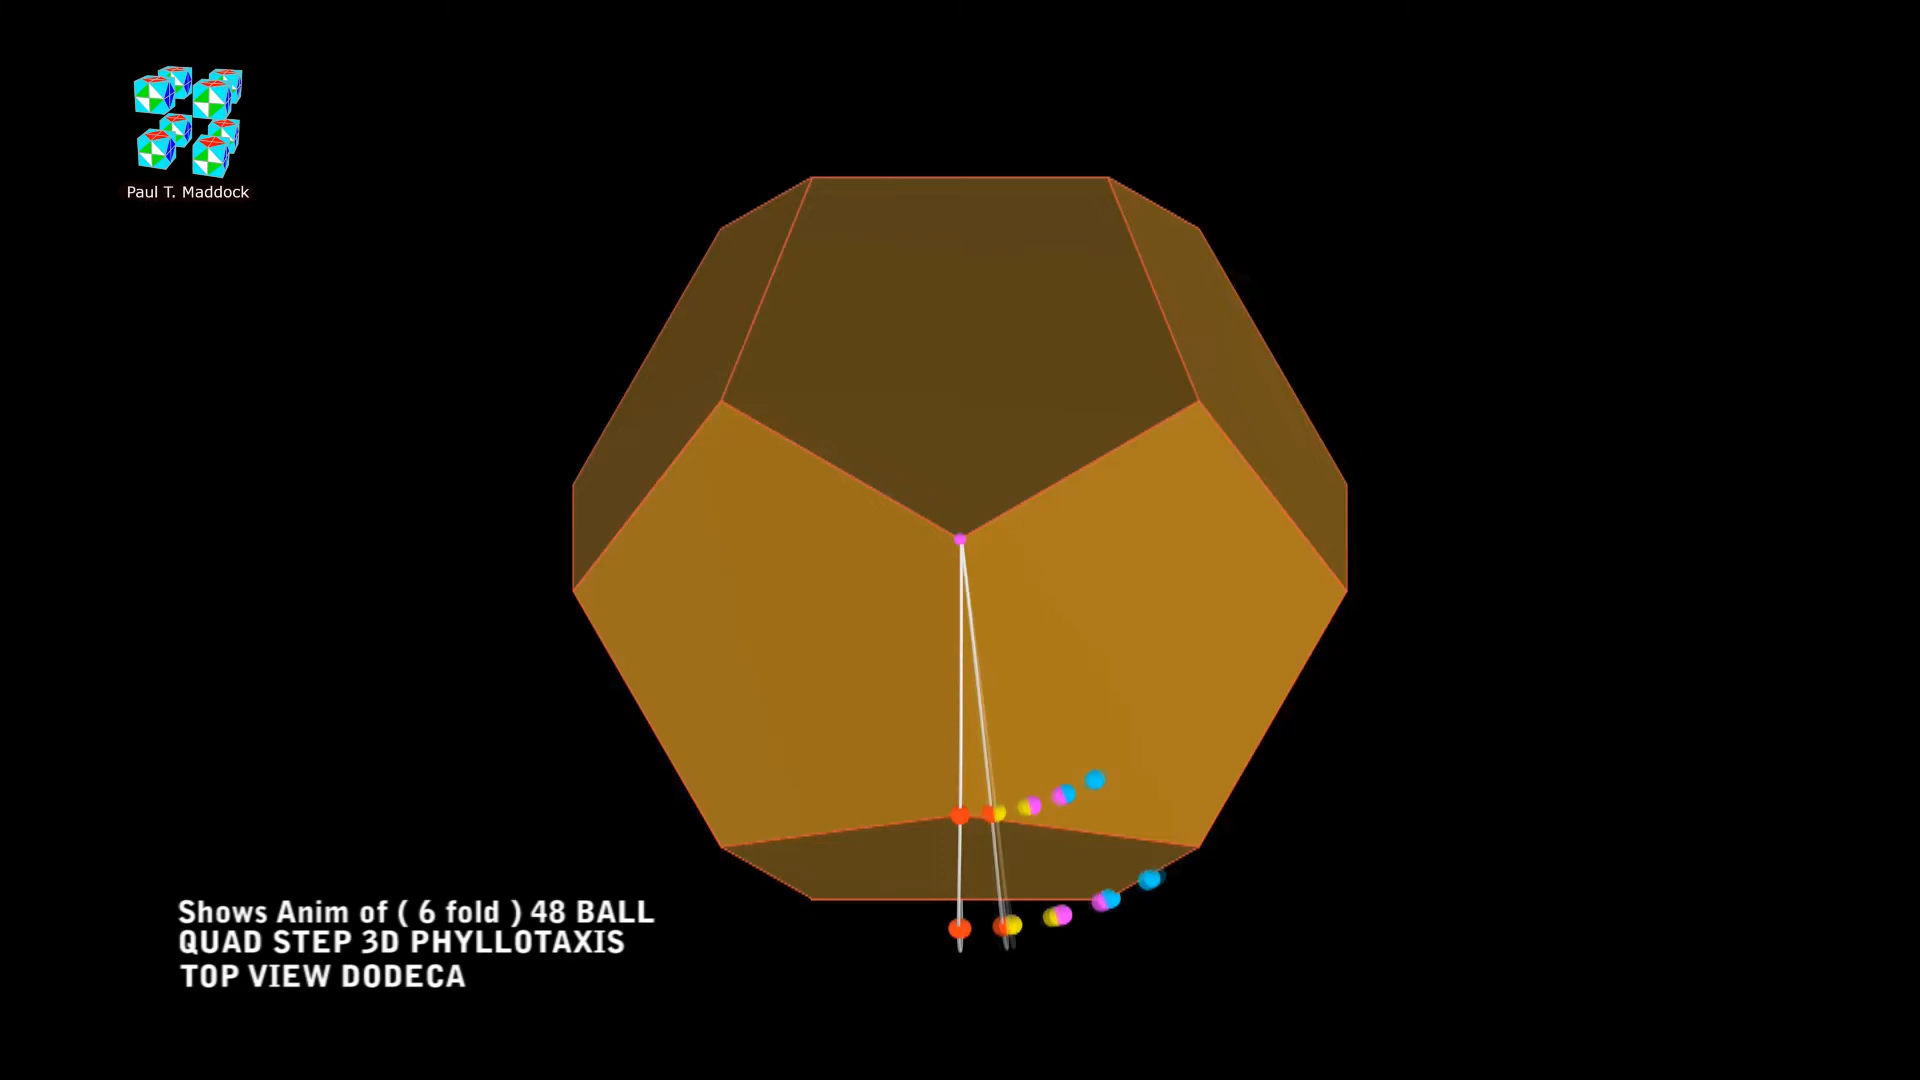 Paul T. Maddock
Shows Anim of ( 6 fold ) 48 BALL
QUAD STEP 3D PHYLLOTAXIS
TOP VIEW DODECA